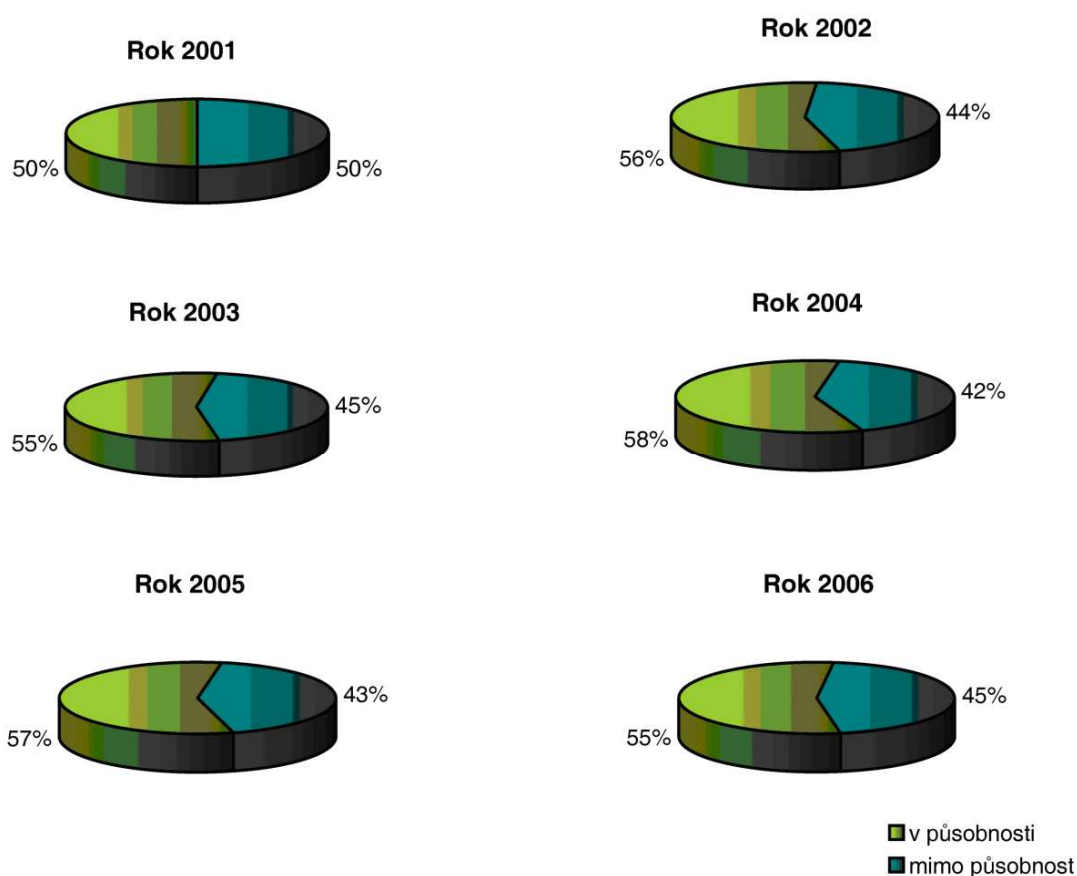 Rok 2001
50%
50%
Rok 2002
44%
56%
Rok 2003
45%
55%
Rok 2004
42%
58%
Rok 2005
43%
57%
Rok 2006
45%
55%
v působnosti
mimo působnost